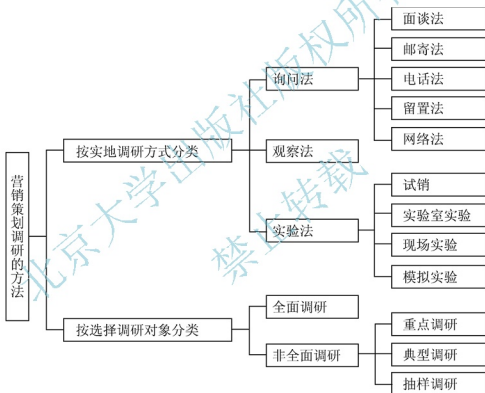 营销策划调研的方法
按实地调研方式分类
询问法
面谈法
邮寄法
电话法
留置法
网络法
观察法
实验法
试销
实验室实验
现场实验
模拟实验
按选择调研对象分类
全面调研
非全面调研
重点调研
典型调研
抽样调研
北京大学出版社版权所有
禁止转载